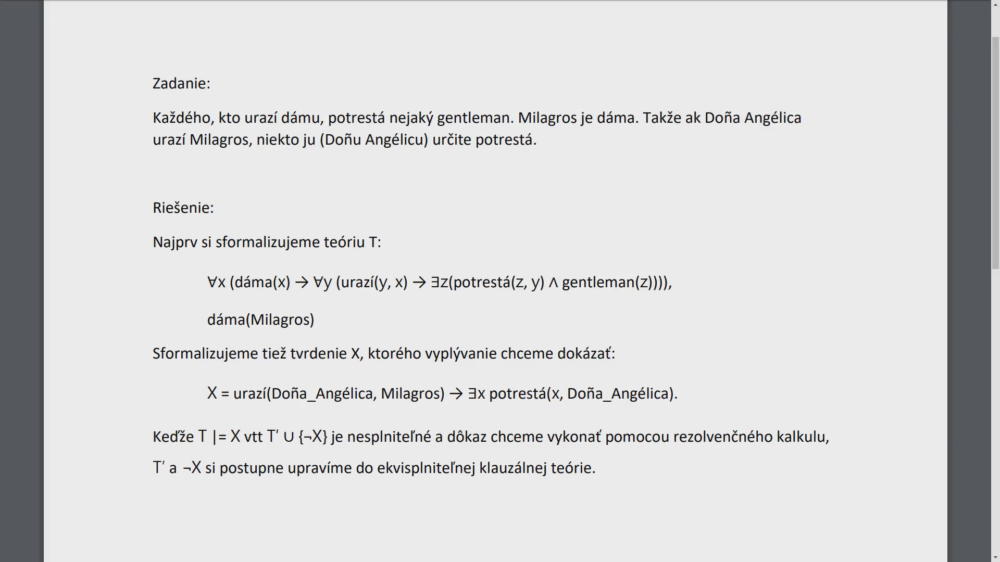 Zadanie:
Každého, kto urazí dámu, potrestá nejaký gentleman. Milagros je dáma. Takže ak Doña Angélica
urazí Milagros, niekto ju (Doñu Angélicu) určite potrestá.
Riešenie:
Najprv si sformalizujeme teóriu T:
∀x (dáma(x) → ∀y (urazí(y, x) → ∃z(potrestá(z, y) ∧ gentleman(z)))),
dáma(Milagros)
Sformalizujeme tiež tvrdenie X, ktorého vyplývanie chceme dokázať:
X = urazí(Doña_Angélica, Milagros) → ∃x potrestá(x, Doña_Angélica).
Keďže T |= X vtt T′ ∪ {¬X} je nesplniteľné a dôkaz chceme vykonať pomocou rezolvenčného kalkulu,
T′ a ¬X si postupne upravíme do ekvisplniteľnej klauzálnej teórie.